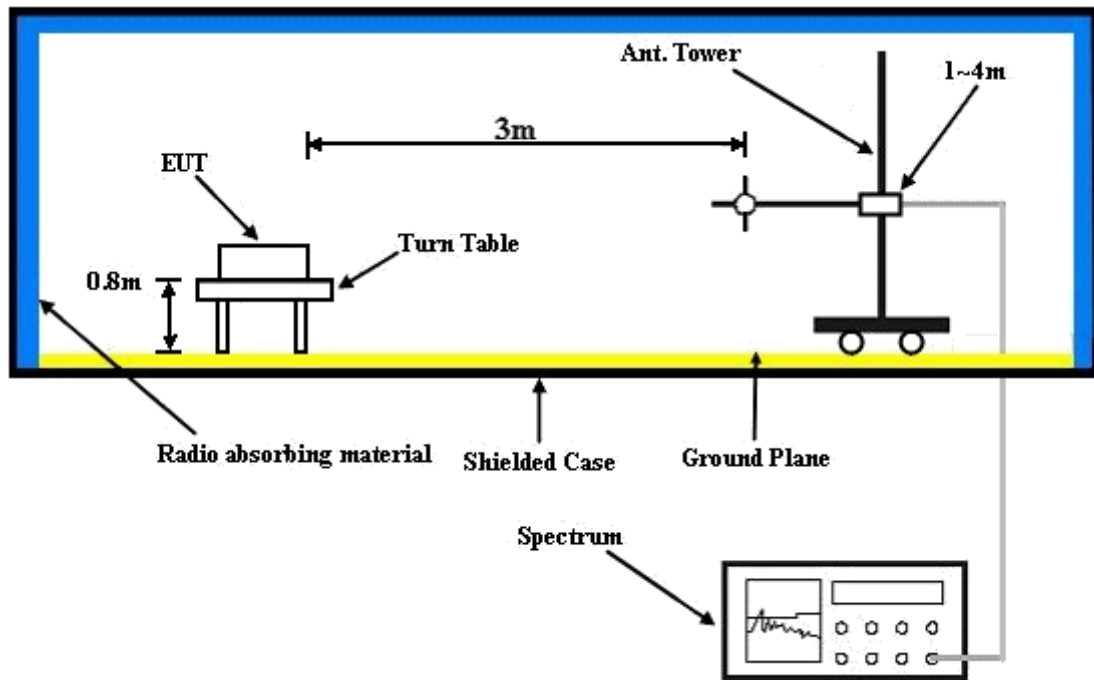 Ant. Tower
1~4m
3m
EUT
Turn Table
0.8m
Radio absorbing material
Shielded Case
Ground Plane
Spectrum